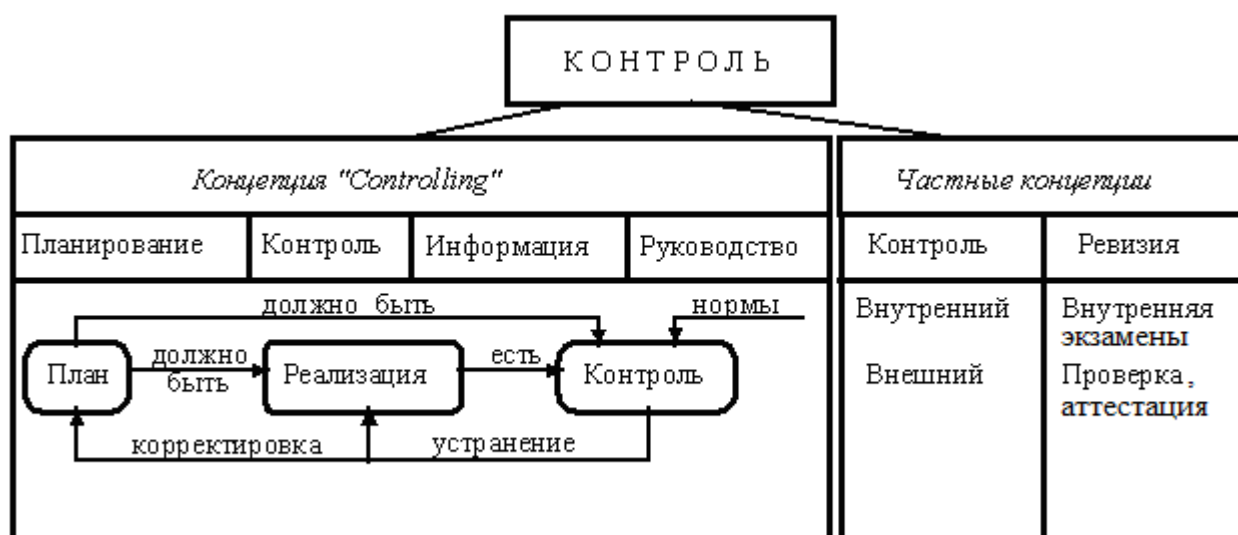 КОНТРОЛЬ
Концепция "Controlling"
Частные концепции
Планирование
Контроль
Информация
Руководство
Контроль
Ревизия
должно быть
нормы
План
должно
быть
Реализация
есть
Контроль
корректировка
устранение
Внутренний
Внутренняя
экзамены
Внешний
Проверка,
аттестация